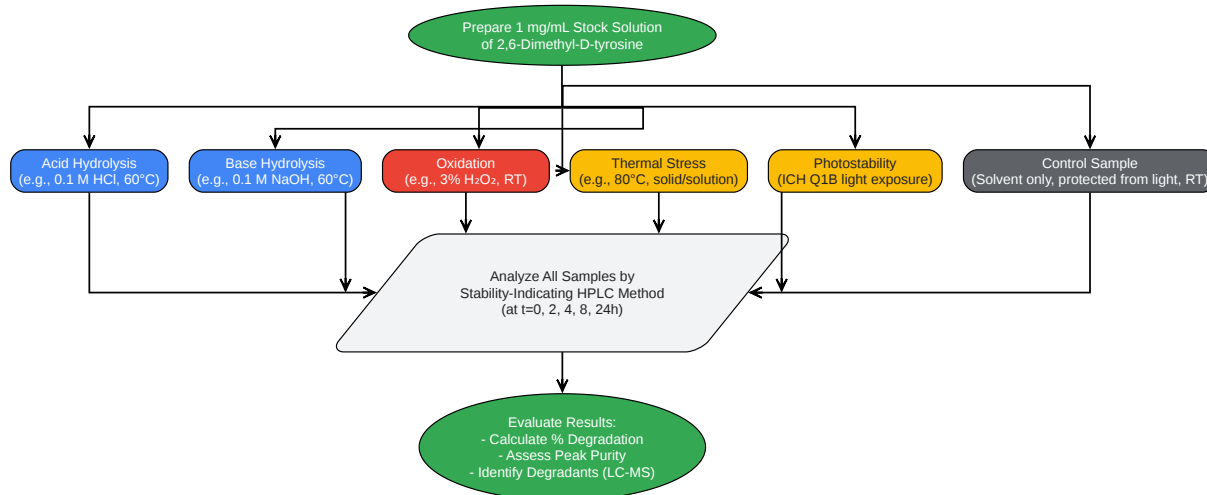 Prepare 1 mg/mL Stock Solution
of 2,6-Dimethyl-D-tyrosine
Acid Hydrolysis
(e.g., 0.1 M HCl, 60°C)
Base Hydrolysis
(e.g., 0.1 M NaOH, 60°C)
Oxidation
(e.g., 3% H₂O₂, RT)
Thermal Stress
(e.g., 80°C, solid/solution)
Photostability
(ICH Q1B light exposure)
Control Sample
(Solvent only, protected from light, RT)
Analyze All Samples by
Stability-Indicating HPLC Method
(at t=0, 2, 4, 8, 24h)
Evaluate Results:
- Calculate % Degradation
- Assess Peak Purity
- Identify Degradants (LC-MS)